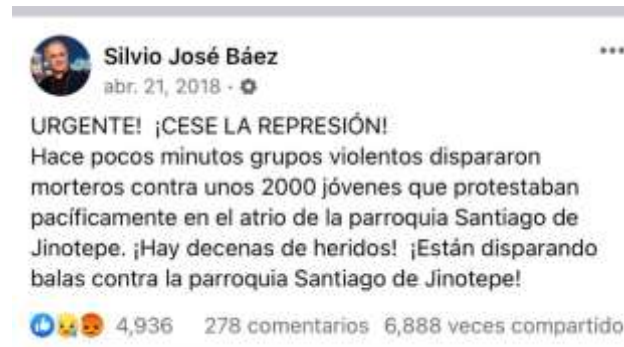 Silvio José Báez
abr. 21, 2018 ·
URGENTE! ¡CESE LA REPRESIÓN!
Hace pocos minutos grupos violentos dispararon
morteros contra unos 2000 jóvenes que protestaban
pacíficamente en el atrio de la parroquia Santiago de
Jinotepe. ¡Hay decenas de heridos! ¡Están disparando
balas contra la parroquia Santiago de Jinotepe!
4,936 278 comentarios 6,888 veces compartido